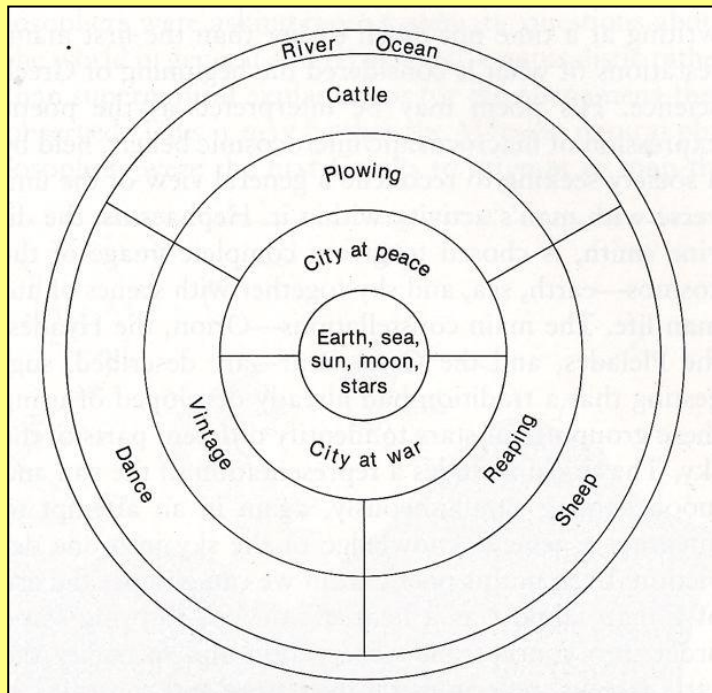 River Ocean
Cattle
Plowing
City at peace
Earth, sea,
sun, moon,
stars
City at war
Vintage
Reaping
Dance
Sheep